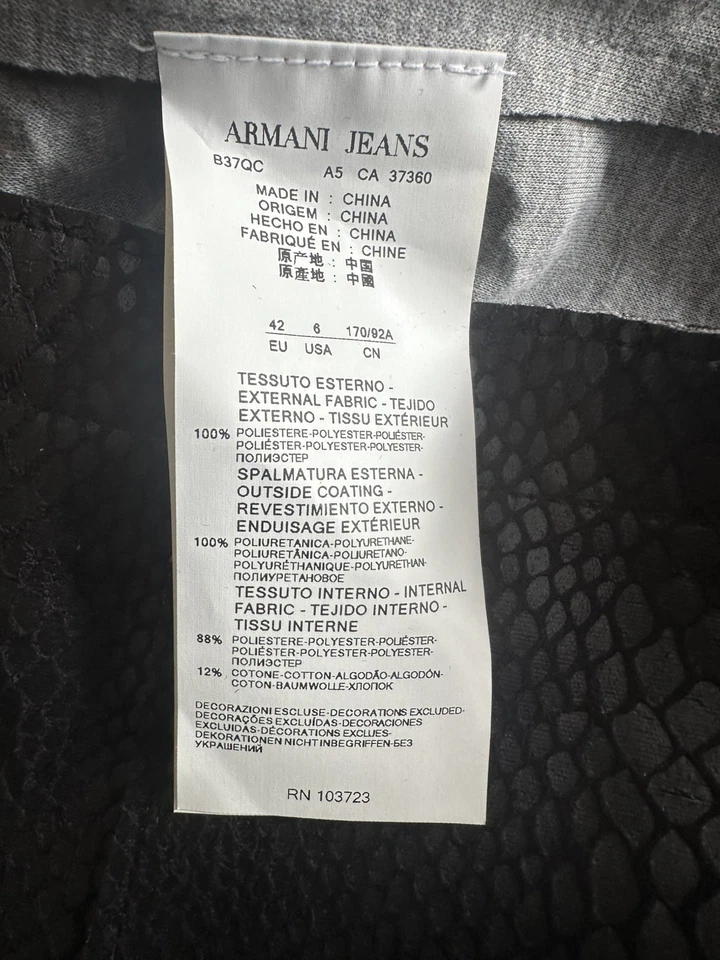 ARMANI JEANS
B37QC A5 CA 37360
MADE IN : CHINA
ORIGEM : CHINA
HECHO EN : CHINA
FABRIQUÉ EN : CHINE
原产地 : 中国
原產地 : 中國
42 6 170/92A
EU USA CN
TESSUTO ESTERNO -
EXTERNAL FABRIC - TEJIDO
EXTERNO - TISSU EXTÉRIEUR
100% POLIESTERE-POLYESTER-POLIÉSTER-
POLIÉSTER-POLYESTER-POLYESTER-
ПОЛИЭСТЕР
SPALMATURA ESTERNA -
OUTSIDE COATING -
REVESTIMIENTO EXTERNO -
ENDUISAGE EXTÉRIEUR
100% POLIURETANICA-POLYURETHANE-
POLIURETÂNICA-POLIURETANO-
POLYURÉTHANIQUE-POLYURETHAN-
ПОЛИУРЕТАНОВОЕ
TESSUTO INTERNO - INTERNAL
FABRIC - TEJIDO INTERNO -
TISSU INTERNE
88% POLIESTERE-POLYESTER-POLIÉSTER-
POLIÉSTER-POLYESTER-POLYESTER-
ПОЛИЭСТЕР
12% COTONE-COTTON-ALGODÃO-ALGODÓN-
COTON-BAUMWOLLE-ХЛОПОК
DECORAZIONI ESCLUSE-DECORATIONS EXCLUDED-
DECORAÇÕES EXCLUÍDAS-DECORACIONES
EXCLUIDAS-DÉCORATIONS EXCLUES-
DEKORATIONEN NICHT INBEGRIFFEN-БЕЗ
УКРАШЕНИЙ
RN 103723